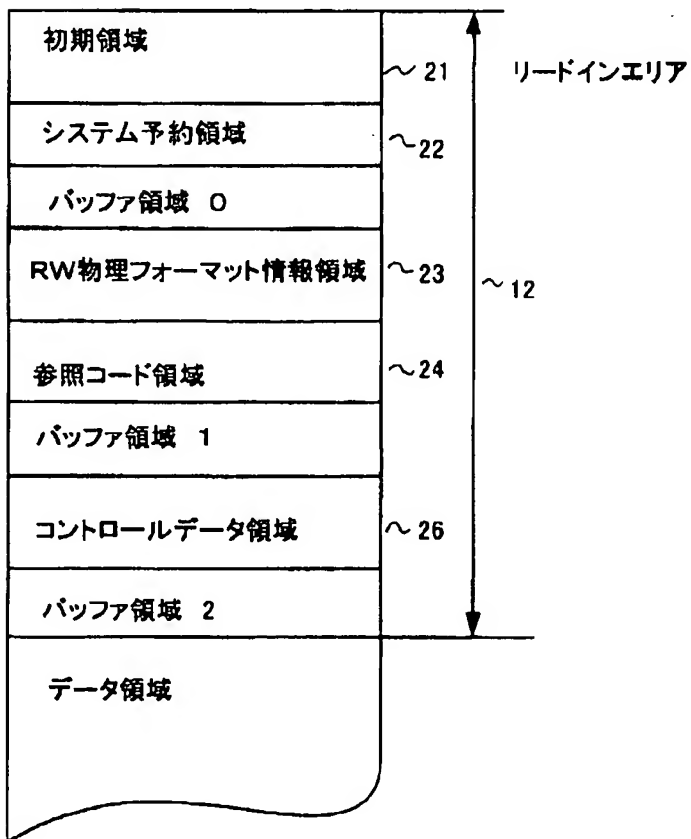 初期領域
～21 リードインエリア
システム予約領域 ～22
バッファ領域 0
RW物理フォーマット情報領域 ～23
～12
参照コード領域 ～24
バッファ領域 1
コントロールデータ領域 ～26
バッファ領域 2
データ領域